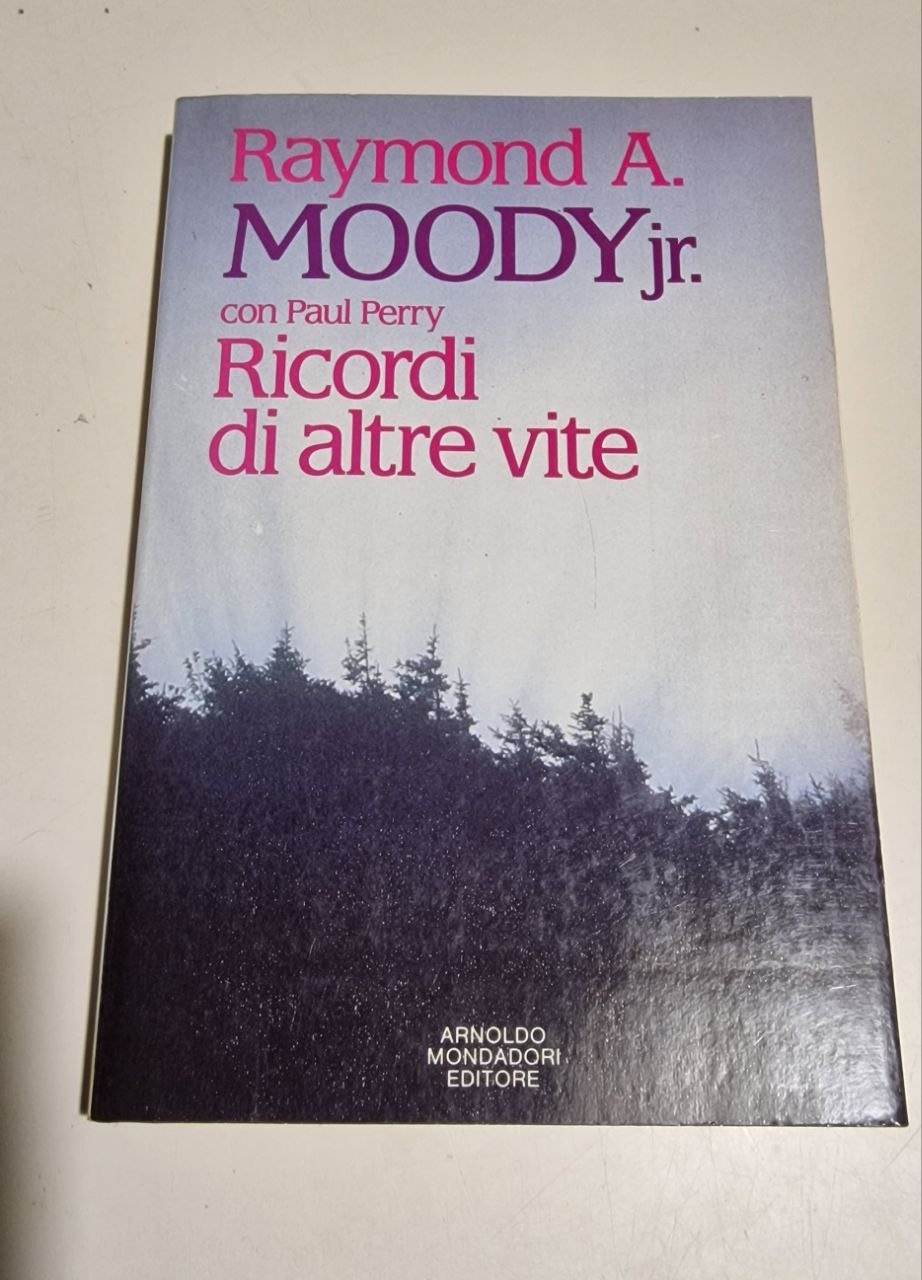 Raymond A.
MOODY jr.
con Paul Perry
Ricordi
di altre vite
ARNOLDO
MONDADORI
EDITORE